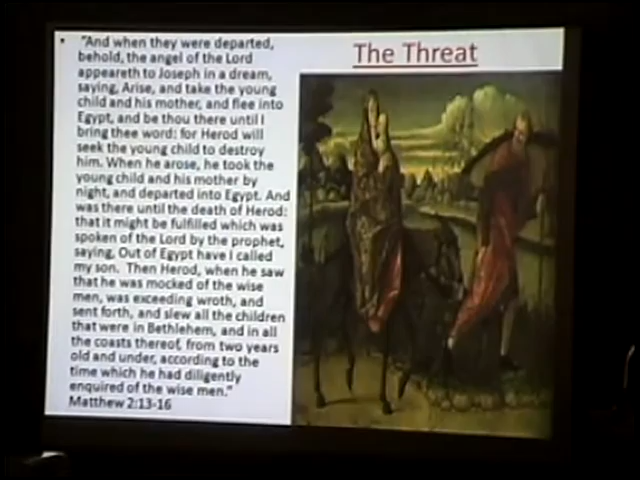 The Threat
• "And when they were departed,
behold, the angel of the Lord
appeareth to Joseph in a dream,
saying, Arise, and take the young
child and his mother, and flee into
Egypt, and be thou there until I
bring thee word: for Herod will
seek the young child to destroy
him. When he arose, he took the
young child and his mother by
night, and departed into Egypt. And
was there until the death of Herod:
that it might be fulfilled which was
spoken of the Lord by the prophet,
saying, Out of Egypt have I called
my son.  Then Herod, when he saw
that he was mocked of the wise
men, was exceeding wroth, and
sent forth, and slew all the children
that were in Bethlehem, and in all
the coasts thereof, from two years
old and under, according to the
time which he had diligently
enquired of the wise men."
Matthew 2:13-16